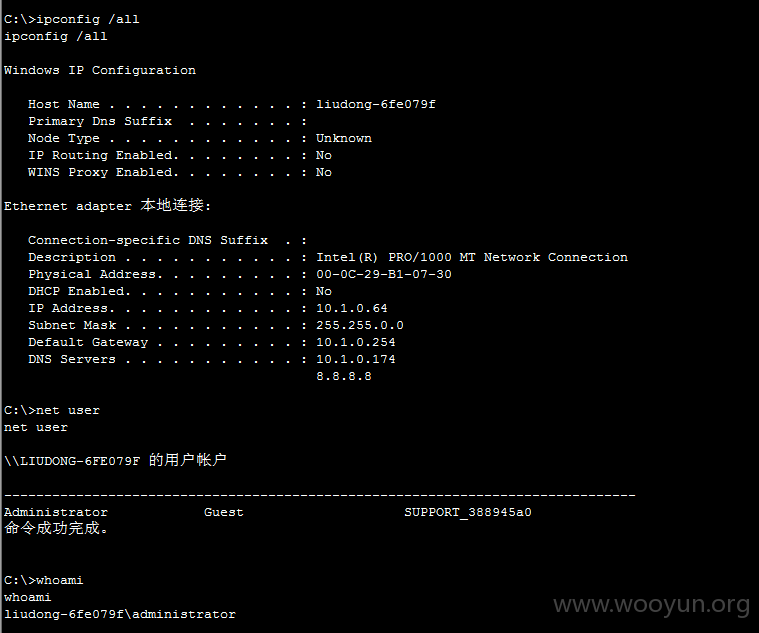 C:\>ipconfig /all
ipconfig /all
Windows IP Configuration
Host Name . . . . . . . . . . . . : liudong-6fe079f
Primary Dns Suffix  . . . . . . . :
Node Type . . . . . . . . . . . . : Unknown
IP Routing Enabled. . . . . . . . : No
WINS Proxy Enabled. . . . . . . . : No
Ethernet adapter 本地连接:
Connection-specific DNS Suffix  . :
Description . . . . . . . . . . . : Intel(R) PRO/1000 MT Network Connection
Physical Address. . . . . . . . . : 00-0C-29-B1-07-30
DHCP Enabled. . . . . . . . . . . : No
IP Address. . . . . . . . . . . . : 10.1.0.64
Subnet Mask . . . . . . . . . . . : 255.255.0.0
Default Gateway . . . . . . . . . : 10.1.0.254
DNS Servers . . . . . . . . . . . : 10.1.0.174
8.8.8.8
C:\>net user
net user
\\LIUDONG-6FE079F 的用户帐户
-------------------------------------------------------------------------------
Administrator            Guest                    SUPPORT_388945a0
命令成功完成。
C:\>whoami
whoami
liudong-6fe079f\administrator
www.wooyun.org